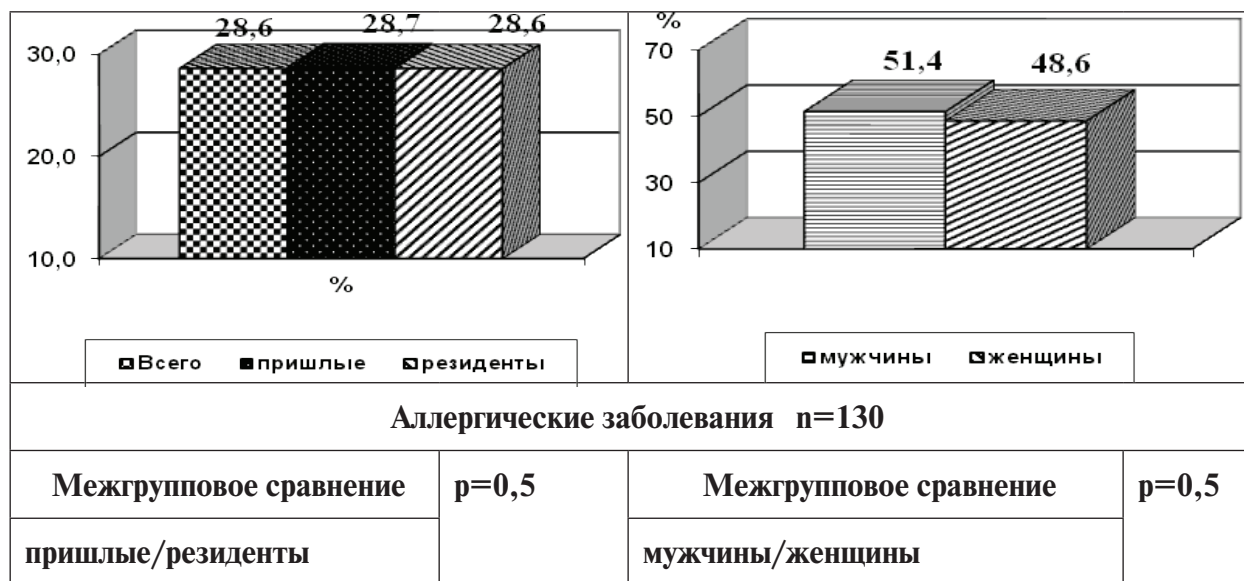 28,6 28,7 28,6
30,0
20,0
10,0
%
Всего пришлые резиденты
%
70
50
30
10
51,4
48,6
мужчины женщины
Аллергические заболевания n=130
Межгрупповое сравнение p=0,5 Межгрупповое сравнение p=0,5
пришлые/резиденты мужчины/женщины